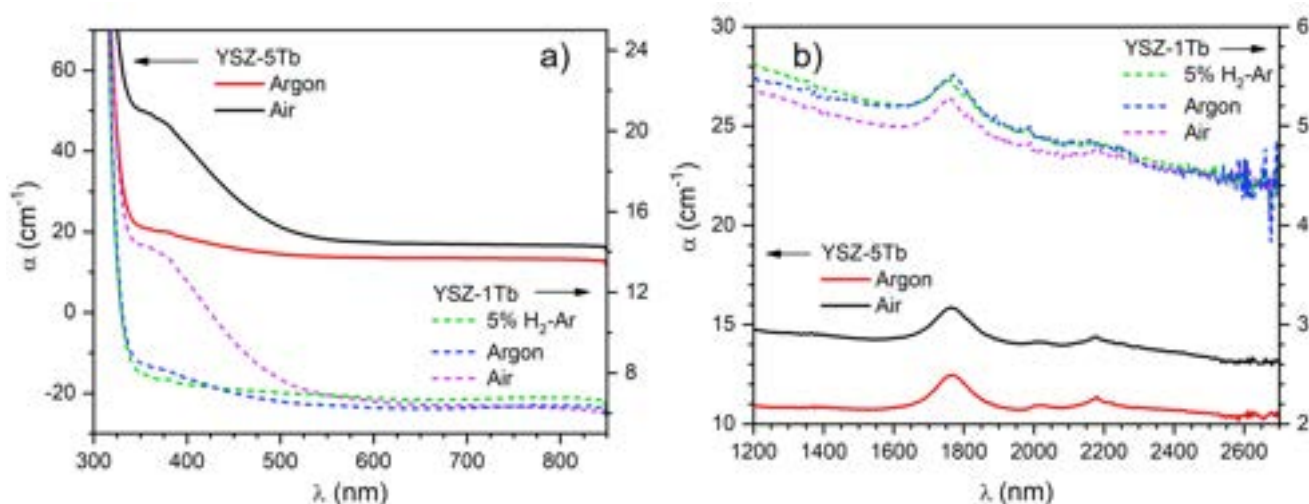 a)
YSZ-5Tb
Argon
Air
YSZ-1Tb
5% H₂-Ar
Argon
Air
α (cm⁻¹)
60
40
20
0
-20
24
20
16
12
8
300 400 500 600 700 800
λ (nm)
b)
YSZ-1Tb
5% H₂-Ar
Argon
Air
YSZ-5Tb
Argon
Air
α (cm⁻¹)
30
25
20
15
10
6
5
4
3
2
1200 1400 1600 1800 2000 2200 2400 2600
λ (nm)